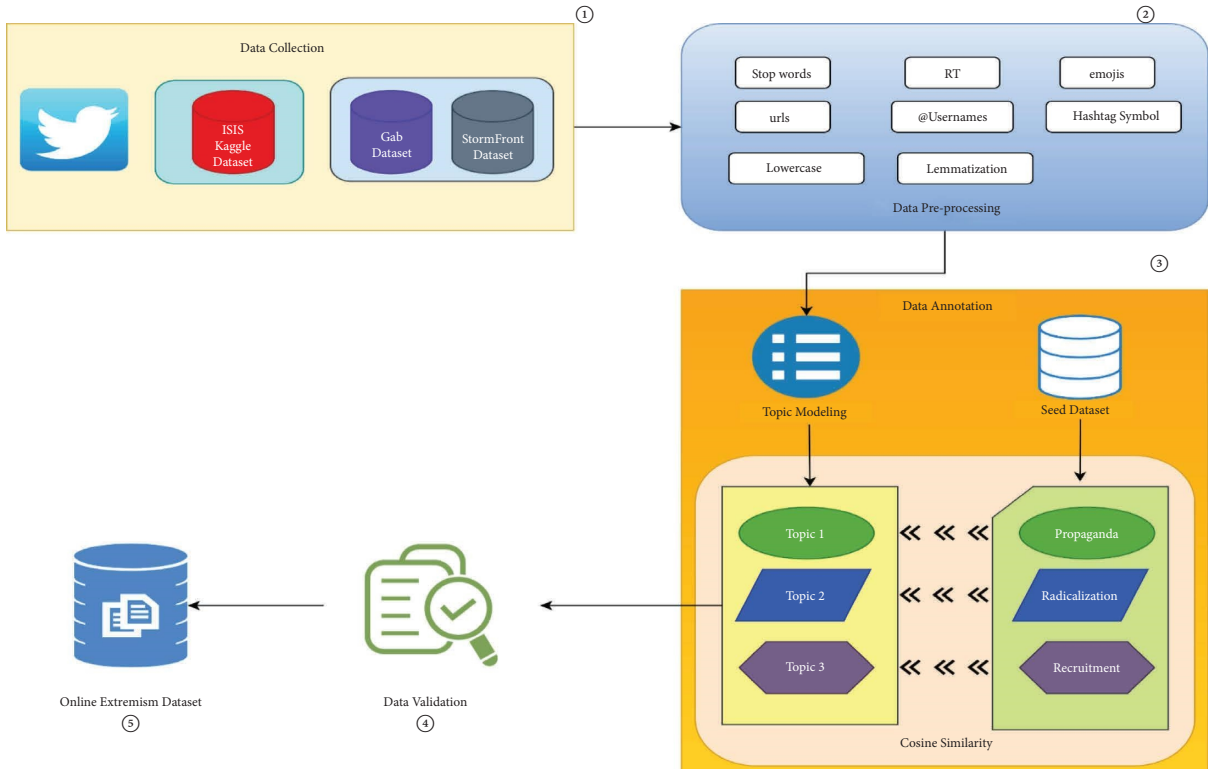 ①
Data Collection
ISIS
Kaggle
Dataset
Gab
Dataset
StormFront
Dataset
②
Stop words
RT
emojis
urls
@Usernames
Hashtag Symbol
Lowercase
Lemmatization
Data Pre-processing
③
Data Annotation
Topic Modeling
Seed Dataset
Topic 1
Propaganda
Topic 2
Radicalization
Topic 3
Recruitment
Cosine Similarity
Data Validation
④
Online Extremism Dataset
⑤